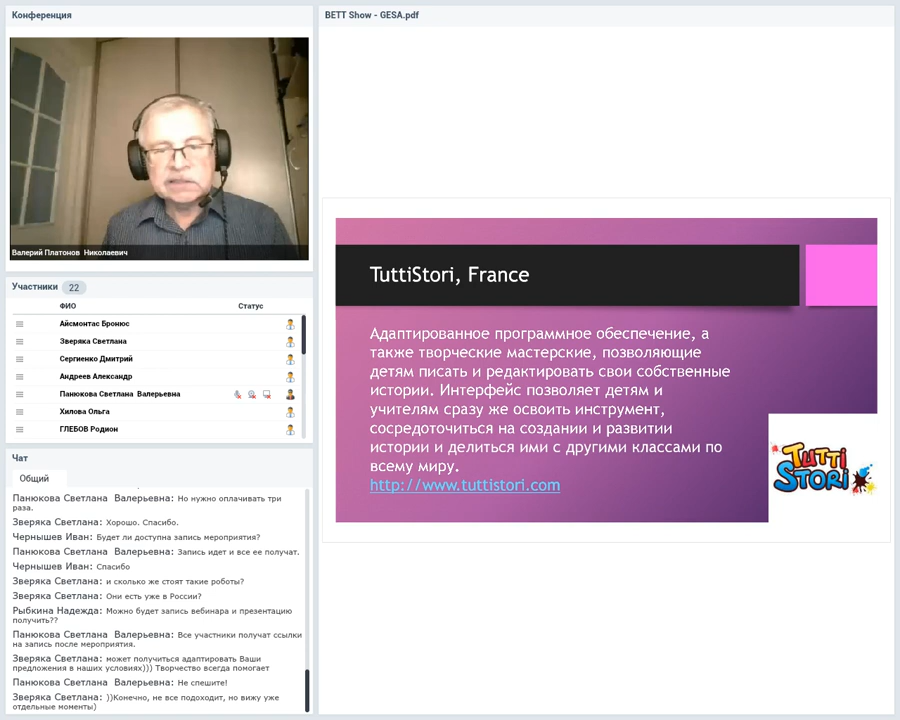 Конференция
Валерий Платонов Николаевич
Участники 22
ФИО Статус
Айсмонтас Бронюс
Зверяка Светлана
Сергиенко Дмитрий
Андреев Александр
Панюкова Светлана Валерьевна
Хилова Ольга
ГЛЕБОВ Родион
Чат
Общий
Панюкова Светлана Валерьевна: Но нужно оплачивать три
раза.
Зверяка Светлана: Хорошо. Спасибо.
Чернышев Иван: Будет ли доступна запись мероприятия?
Панюкова Светлана Валерьевна: Запись идет и все ее получат.
Чернышев Иван: Спасибо
Зверяка Светлана: и сколько же стоят такие роботы?
Зверяка Светлана: Они есть уже в России?
Рыбкина Надежда: Можно будет запись вебинара и презентацию
получить??
Панюкова Светлана Валерьевна: Все участники получат ссылки
на запись после мероприятия.
Зверяка Светлана: может получиться адаптировать Ваши
предложения в наших условиях))) Творчество всегда помогает
Панюкова Светлана Валерьевна: Не спешите!
Зверяка Светлана: ))Конечно, не все подоходит, но вижу уже
отдельные моменты)
BETT Show - GESA.pdf
TuttiStori, France
Адаптированное программное обеспечение, а
также творческие мастерские, позволяющие
детям писать и редактировать свои собственные
истории. Интерфейс позволяет детям и
учителям сразу же освоить инструмент,
сосредоточиться на создании и развитии
истории и делиться ими с другими классами по
всему миру.
http://www.tuttistori.com
TUTTI
STORI